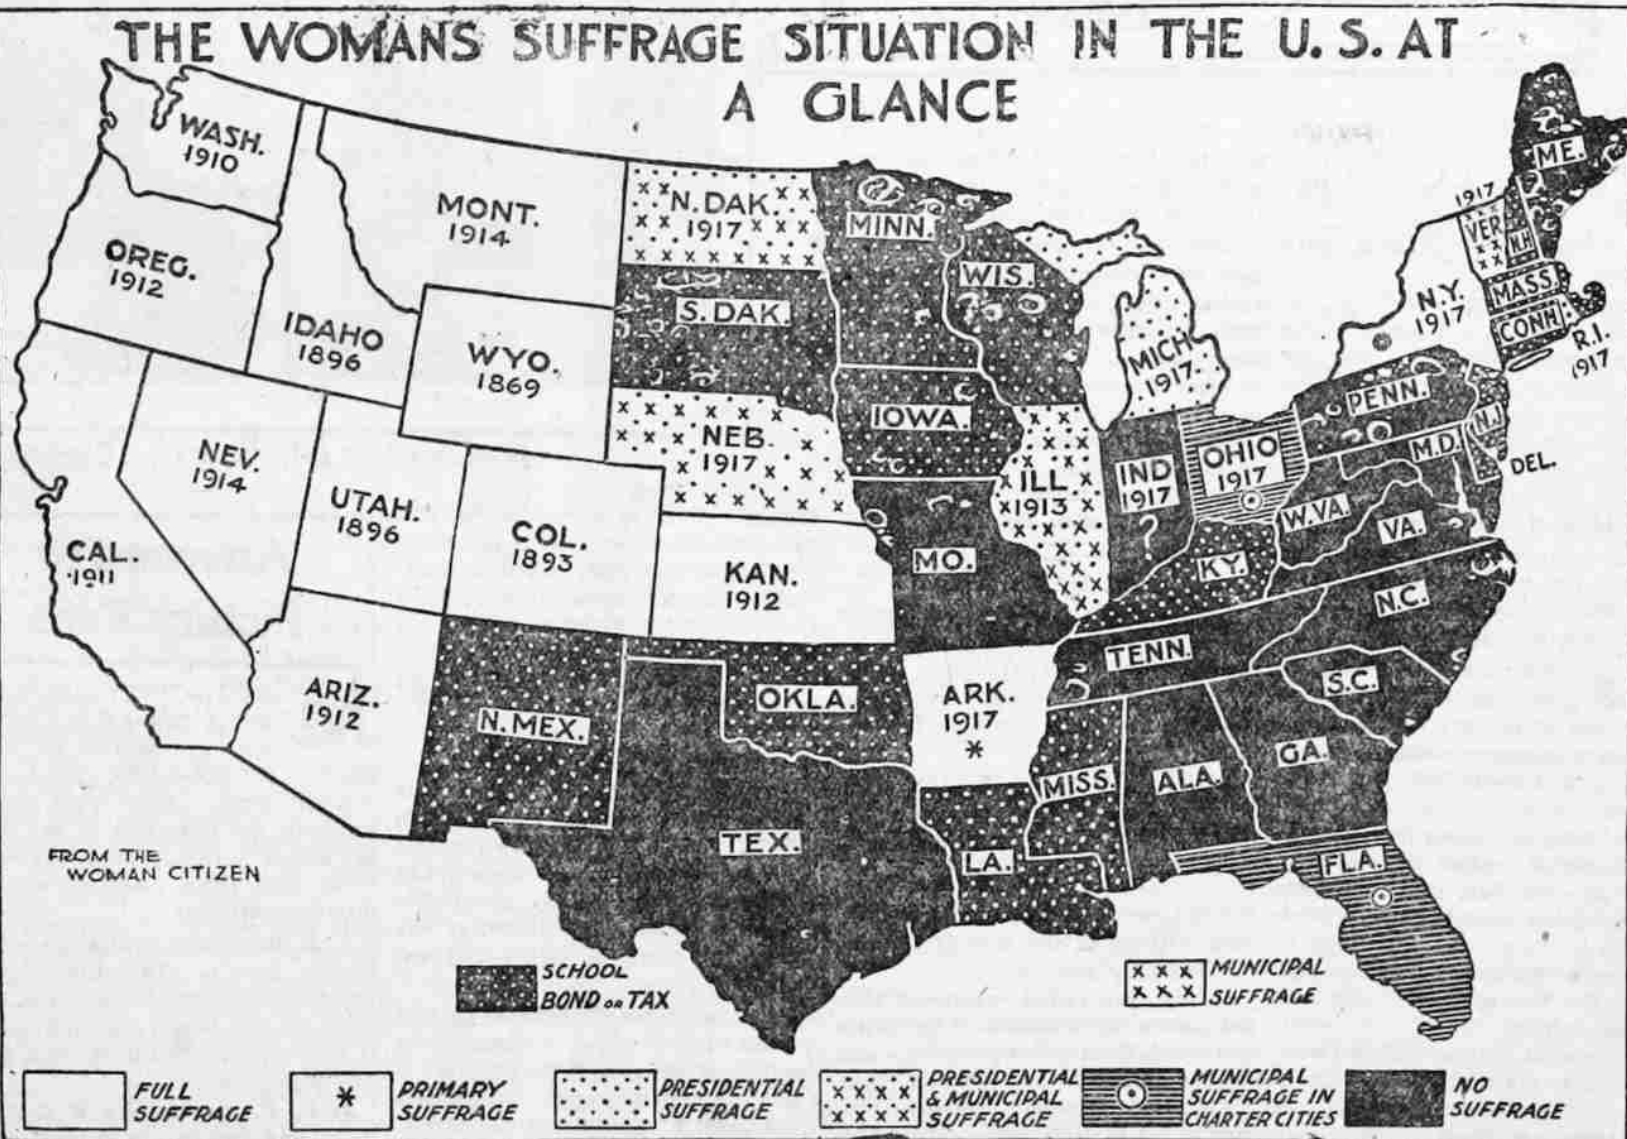 THE WOMANS SUFFRAGE SITUATION IN THE U. S. AT
A GLANCE
WASH.
1910
OREG.
1912
MONT.
1914
IDAHO
1896
WYO.
1869
N. DAK.
1917
S. DAK.
MINN.
WIS.
MICH
1917
IOWA.
NEB.
1917
ILL
1913
IND
1917
?
OHIO
1917
PENN.
N.Y.
1917
1917
VER
N.H
ME.
MASS.
CONH
R.I.
1917
N.J
DEL.
M.D.
W.VA.
VA.
KY.
NEV.
1914
UTAH.
1896
COL.
1893
KAN.
1912
MO.
CAL.
1911
ARIZ.
1912
N. MEX.
OKLA.
ARK.
1917
*
TENN.
N.C.
S.C.
MISS.
ALA.
GA.
TEX.
LA.
FLA.
FROM THE
WOMAN CITIZEN
SCHOOL
BOND OR TAX
x x x MUNICIPAL
x x x SUFFRAGE
FULL
SUFFRAGE
* PRIMARY
SUFFRAGE
PRESIDENTIAL
SUFFRAGE
x x x x PRESIDENTIAL
x x x x & MUNICIPAL
SUFFRAGE
MUNICIPAL
SUFFRAGE IN
CHARTER CITIES
NO
SUFFRAGE